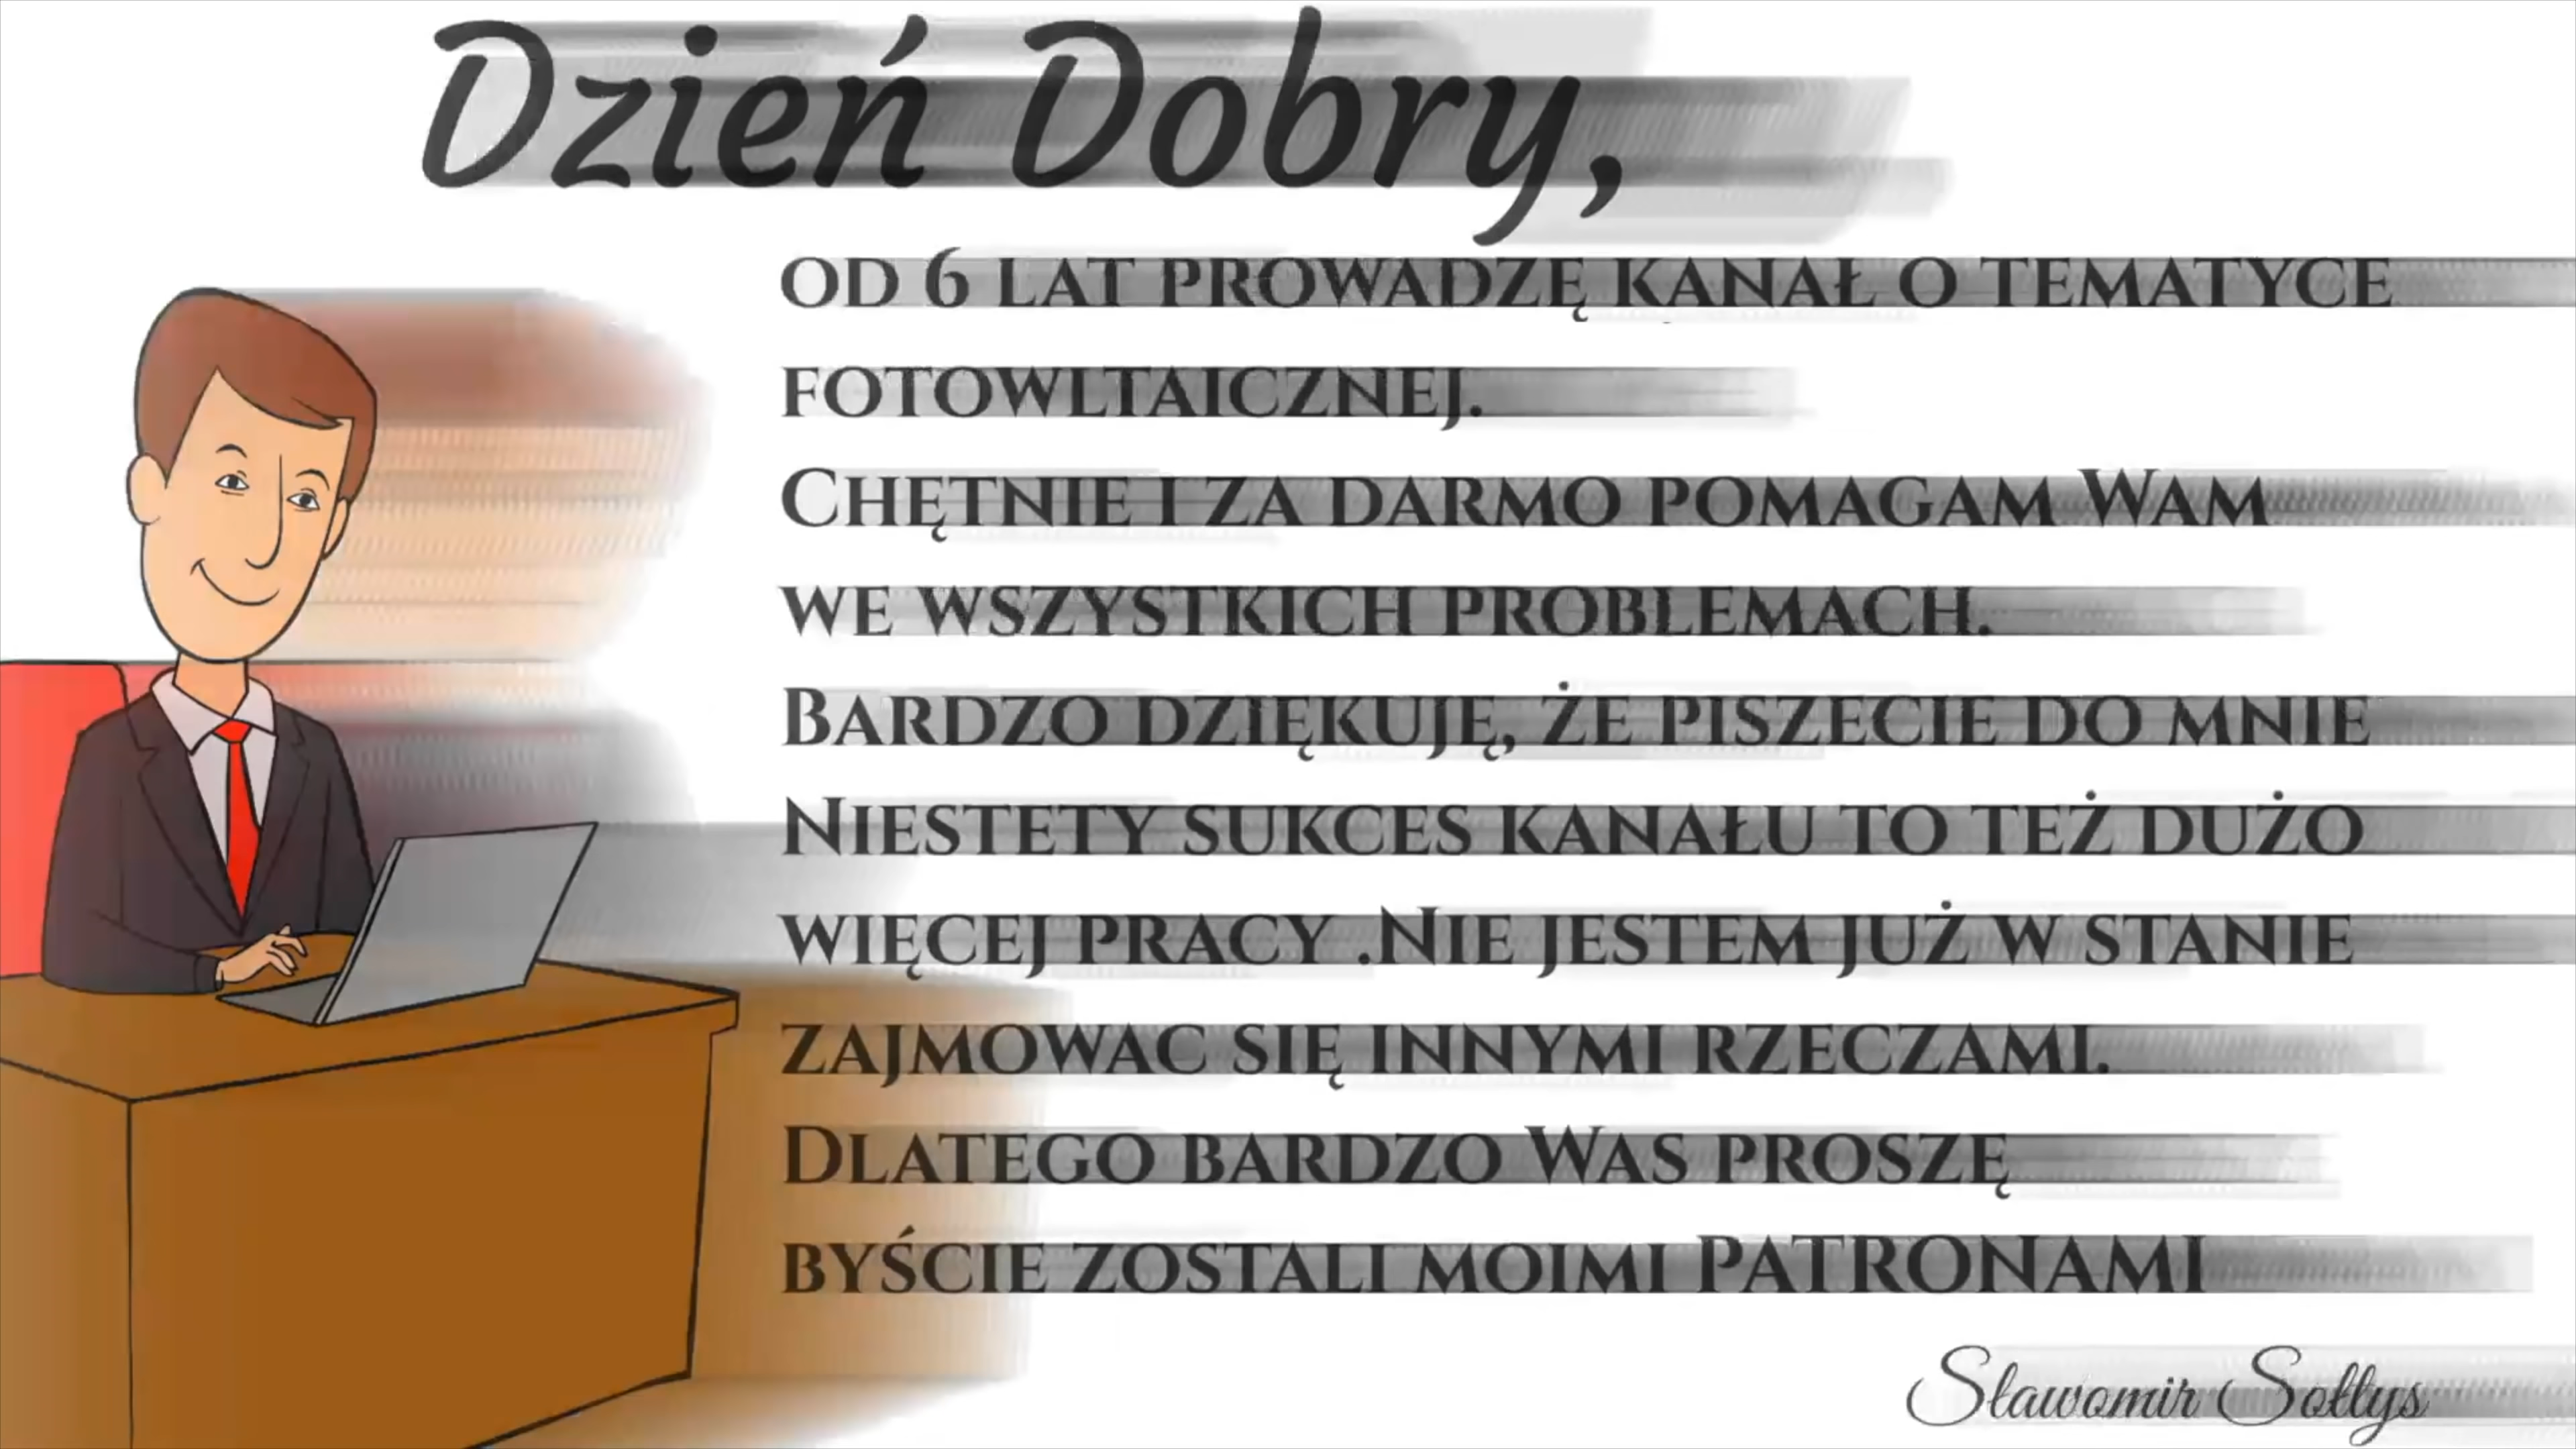 Dzień Dobry,
od 6 lat prowadzę kanał o tematyce
fotowltaicznej.
Chętnie i za darmo pomagam Wam
we wszystkich problemach.
Bardzo dziękuję, że piszecie do mnie
Niestety sukces kanału to też dużo
więcej pracy .Nie jestem już w stanie
zajmowac się innymi rzeczami.
Dlatego bardzo Was proszę
byście zostali moimi PATRONAMI
Sławomir Sołtys